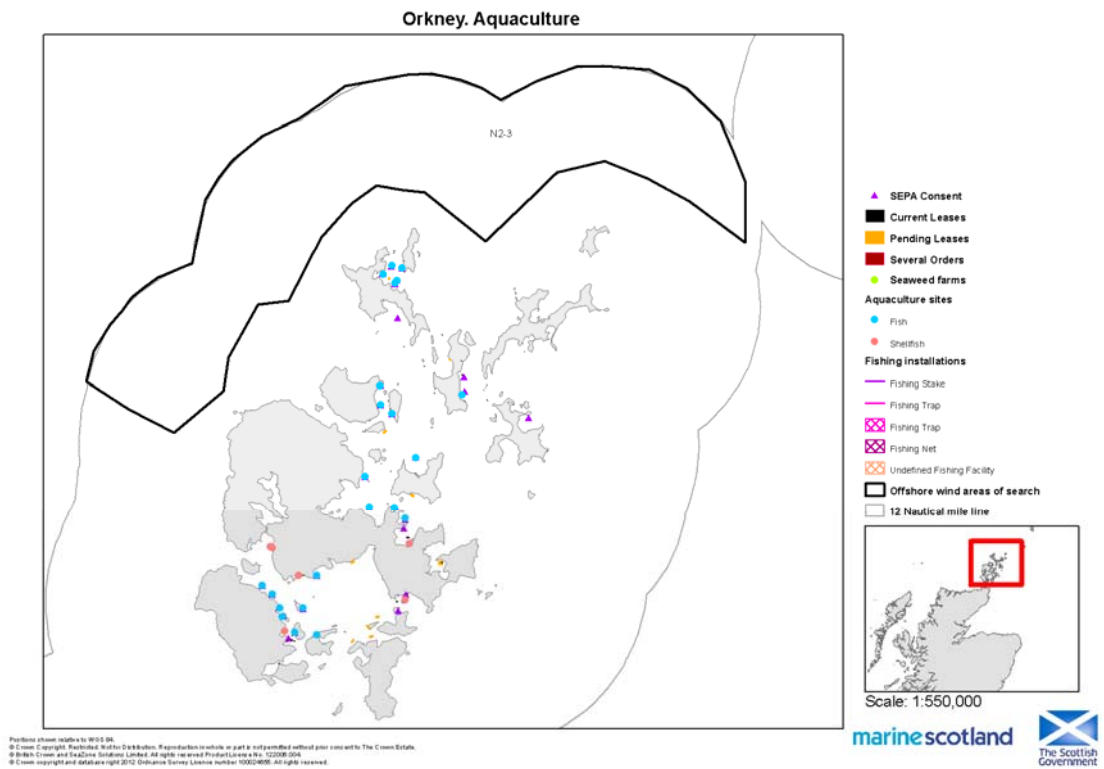 Orkney. Aquaculture
N2-3
SEPA Consent
Current Leases
Pending Leases
Several Orders
Seaweed farms
Aquaculture sites
Fish
Shellfish
Fishing installations
Fishing Stake
Fishing Trap
Fishing Trap
Fishing Net
Undefined Fishing Facility
Offshore wind areas of search
12 Nautical mile line
Scale: 1:550,000
marinescotland
The Scottish
Government
Positions shown relative to WGS 84.
© Crown Copyright. Restricted. Not for Distribution. Reproduction in whole or part is not permitted without prior consent to The Crown Estate.
© British Crown and SeaZone Solutions Limited. All rights reserved Product Licence No. 122008.004.
© Crown copyright and database right 2012 Ordnance Survey Licence number 100024655. All rights reserved.